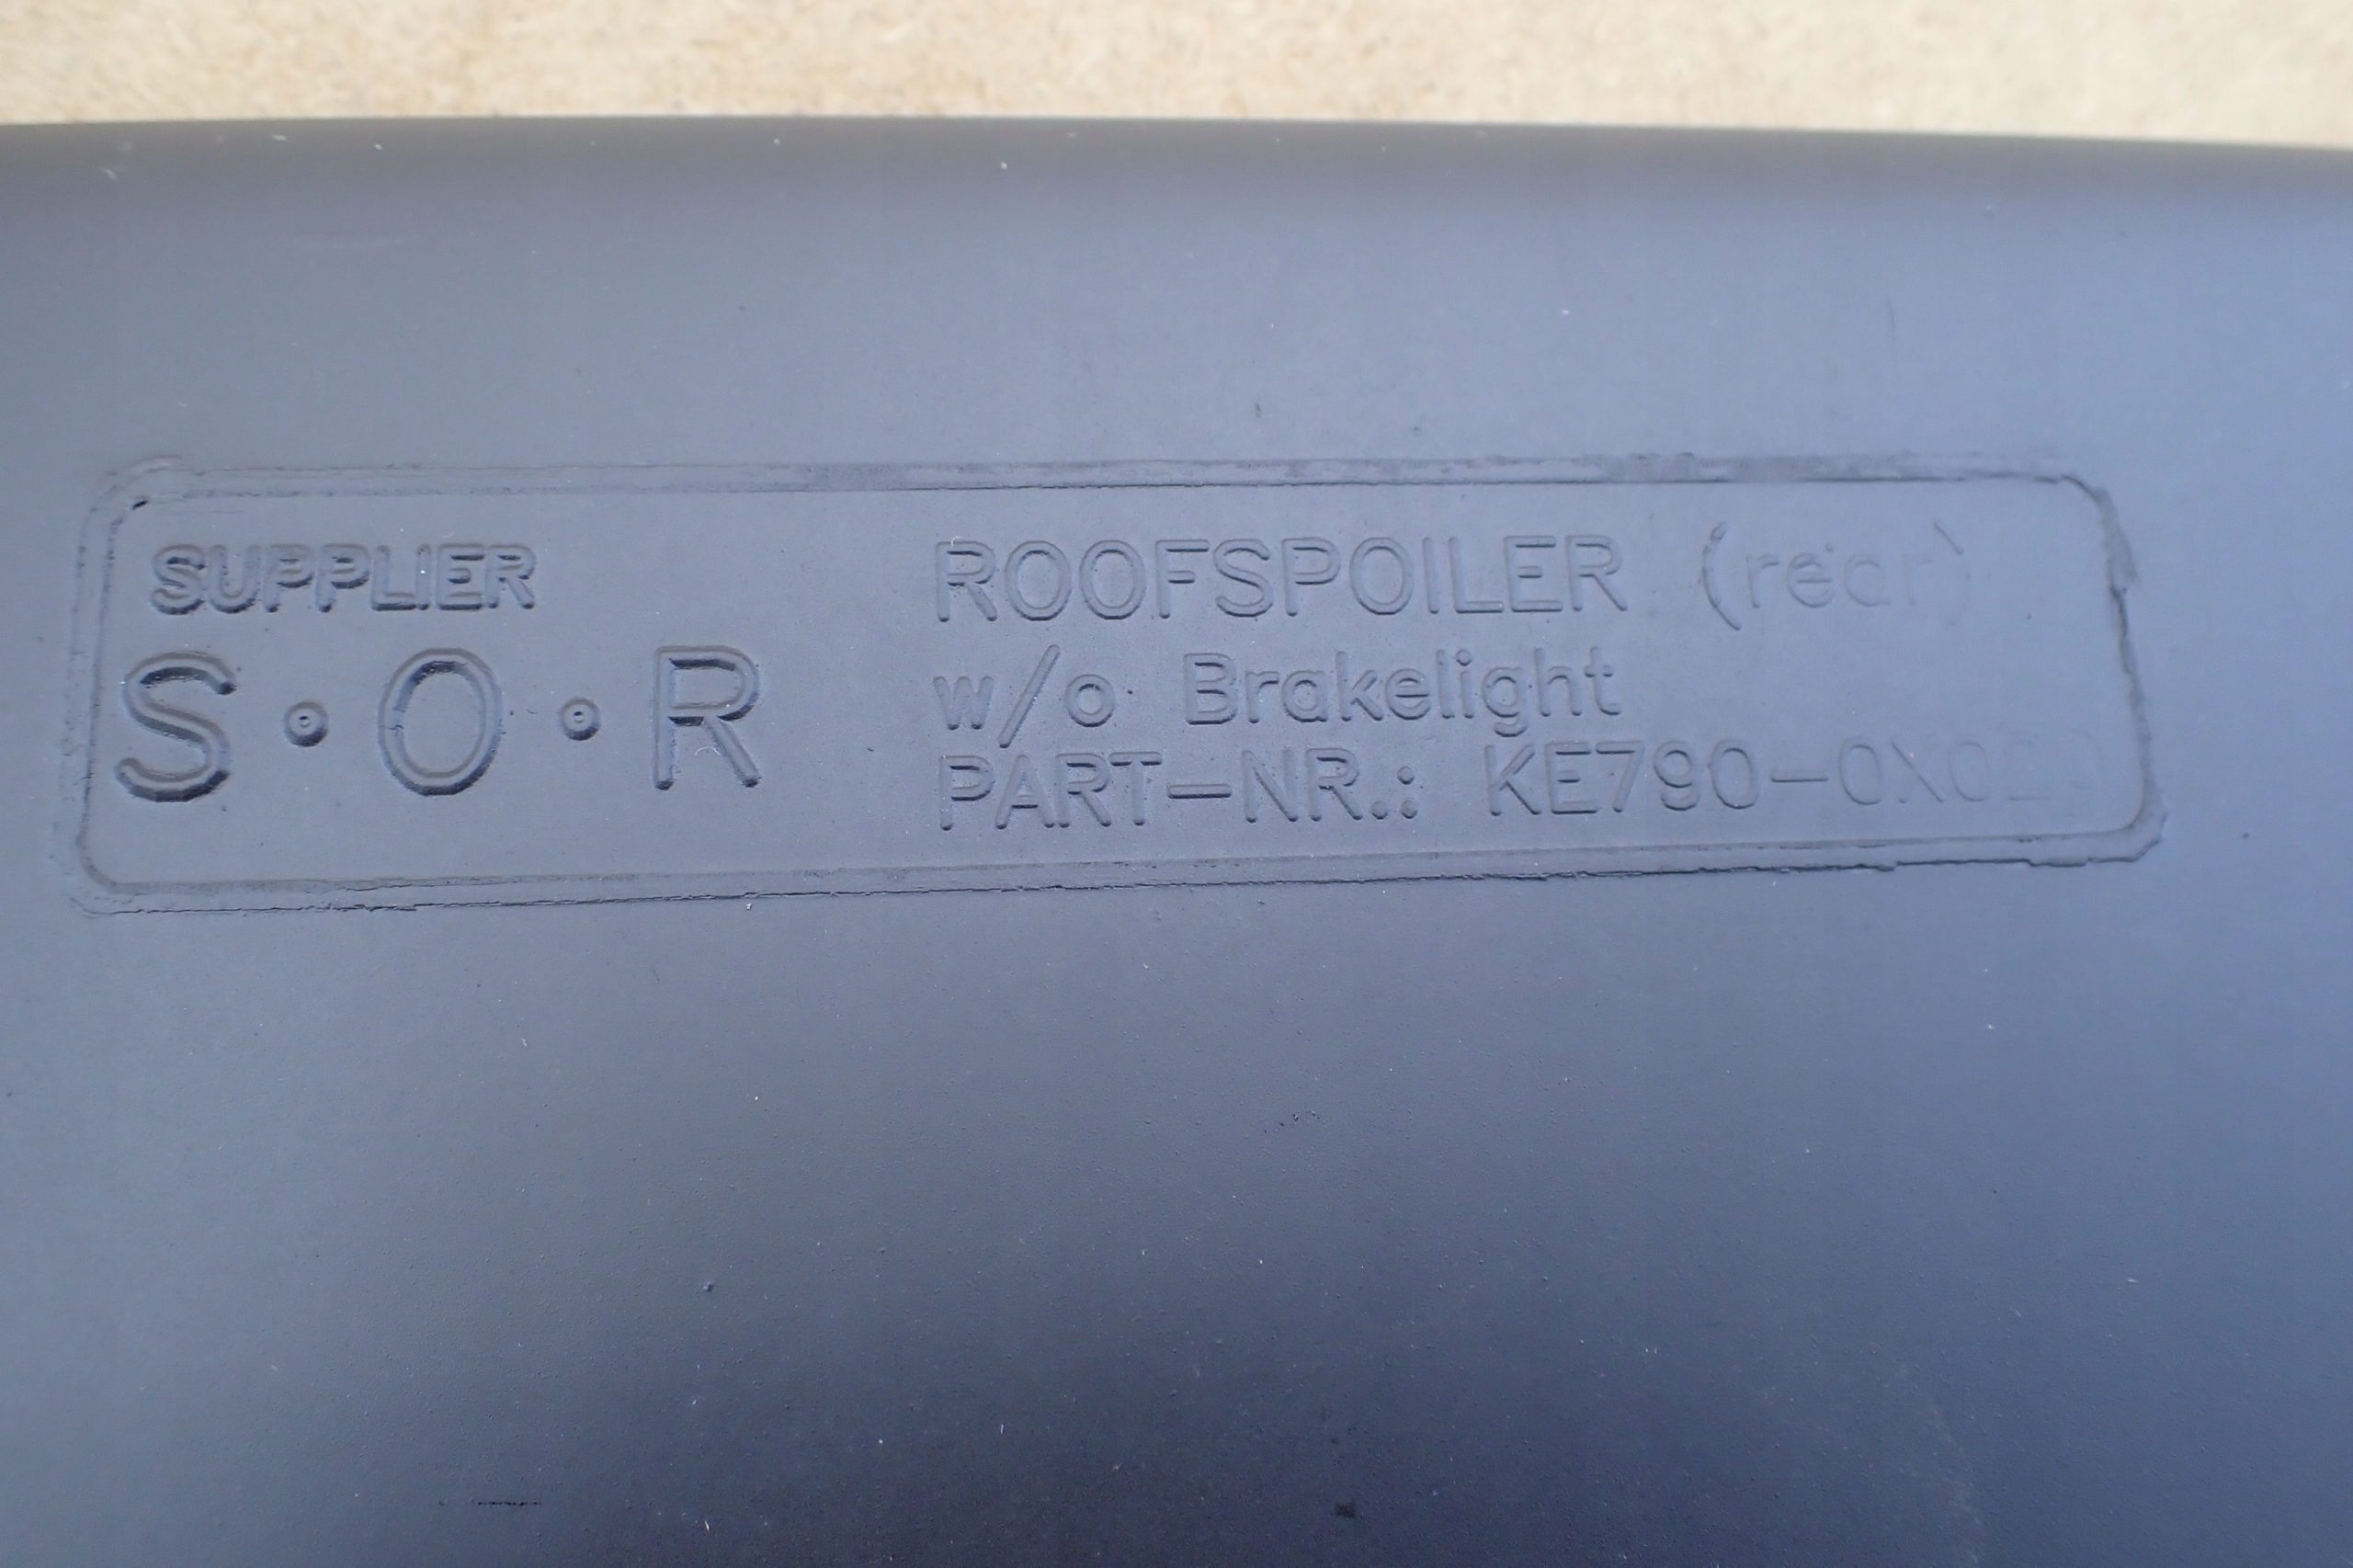 SUPPLIER
S·O·R
ROOFSPOILER (rear)
w/o Brakelight
PART-NR.: